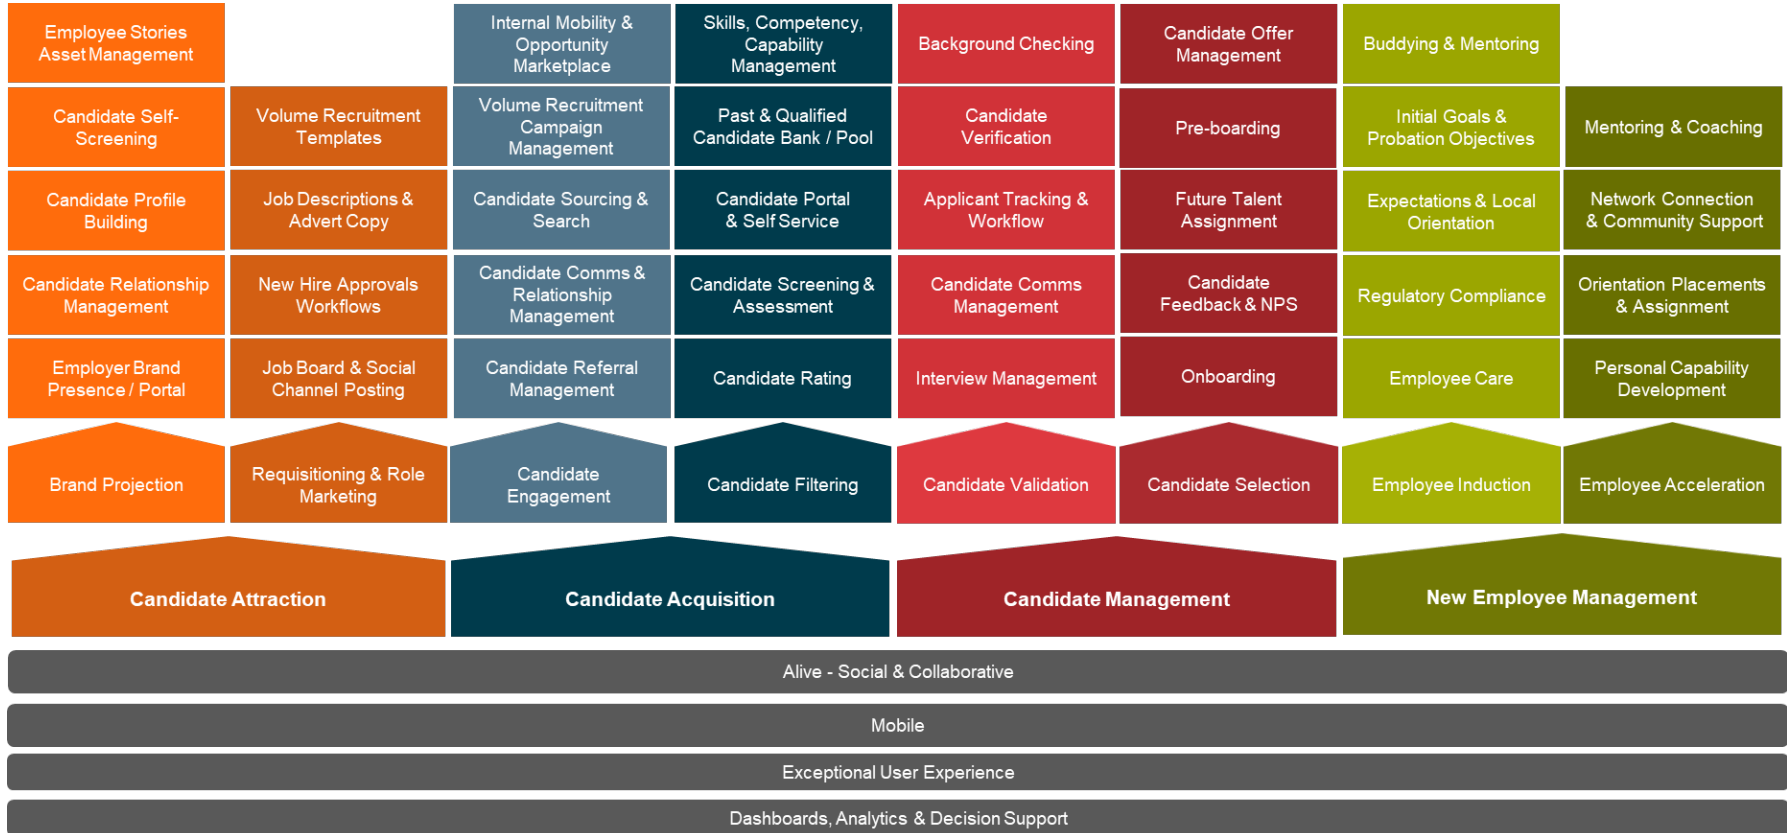 Employee Stories
Asset Management
Internal Mobility &
Opportunity
Marketplace
Skills, Competency,
Capability
Management
Background Checking
Candidate Offer
Management
Buddying & Mentoring
Candidate Self-
Screening
Volume Recruitment
Templates
Volume Recruitment
Campaign
Management
Past & Qualified
Candidate Bank / Pool
Candidate
Verification
Pre-boarding
Initial Goals &
Probation Objectives
Mentoring & Coaching
Candidate Profile
Building
Job Descriptions &
Advert Copy
Candidate Sourcing &
Search
Candidate Portal
& Self Service
Applicant Tracking &
Workflow
Future Talent
Assignment
Expectations & Local
Orientation
Network Connection
& Community Support
Candidate Relationship
Management
New Hire Approvals
Workflows
Candidate Comms &
Relationship
Management
Candidate Screening &
Assessment
Candidate Comms
Management
Candidate
Feedback & NPS
Regulatory Compliance
Orientation Placements
& Assignment
Employer Brand
Presence / Portal
Job Board & Social
Channel Posting
Candidate Referral
Management
Candidate Rating
Interview Management
Onboarding
Employee Care
Personal Capability
Development
Brand Projection
Requisitioning & Role
Marketing
Candidate
Engagement
Candidate Filtering
Candidate Validation
Candidate Selection
Employee Induction
Employee Acceleration
Candidate Attraction
Candidate Acquisition
Candidate Management
New Employee Management
Alive - Social & Collaborative
Mobile
Exceptional User Experience
Dashboards, Analytics & Decision Support